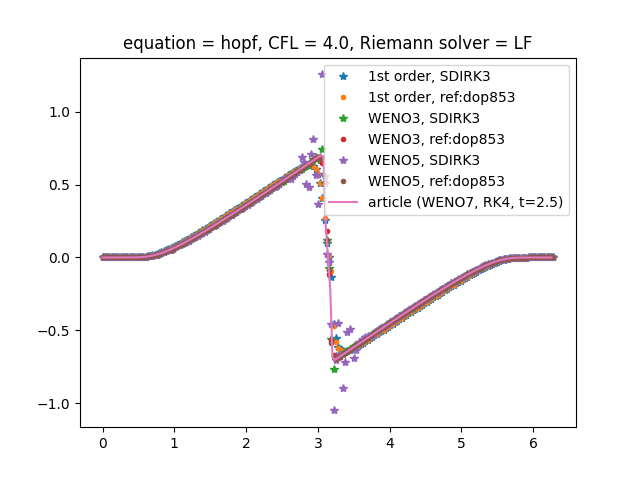 equation = hopf, CFL = 4.0, Riemann solver = LF
1st order, SDIRK3
1st order, ref:dop853
WENO3, SDIRK3
WENO3, ref:dop853
WENO5, SDIRK3
WENO5, ref:dop853
article (WENO7, RK4, t=2.5)
1.0
0.5
0.0
−0.5
−1.0
0 1 2 3 4 5 6